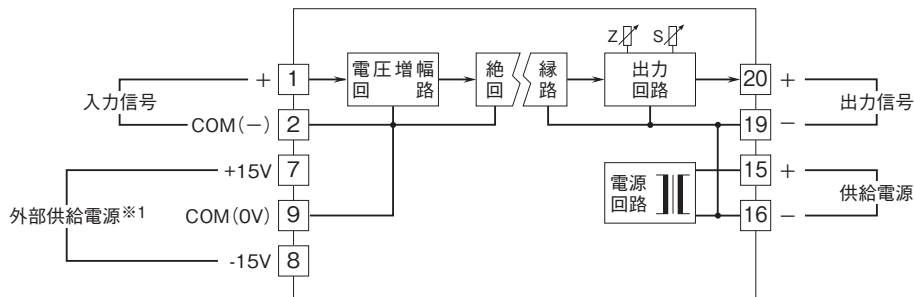 Z S
+ 1 電圧増幅回路 絶縁回路 出力回路 20 +
入力信号 出力信号
COM(−) 2 19 −
+15V 7 15 +
外部供給電源※1 電源回路 供給電源
COM(0V) 9 16 −
-15V 8